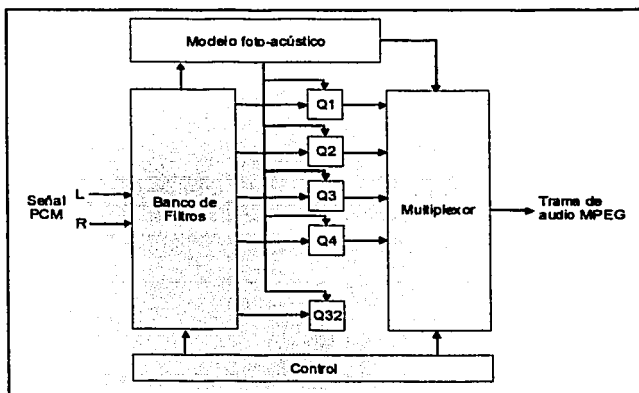 Modelo foto-acústico
Q1
Q2
Q3
Q4
Q32
Señal
PCM
L
R
Banco de
Filtros
Multiplexor
Trama de
audio MPEG
Control